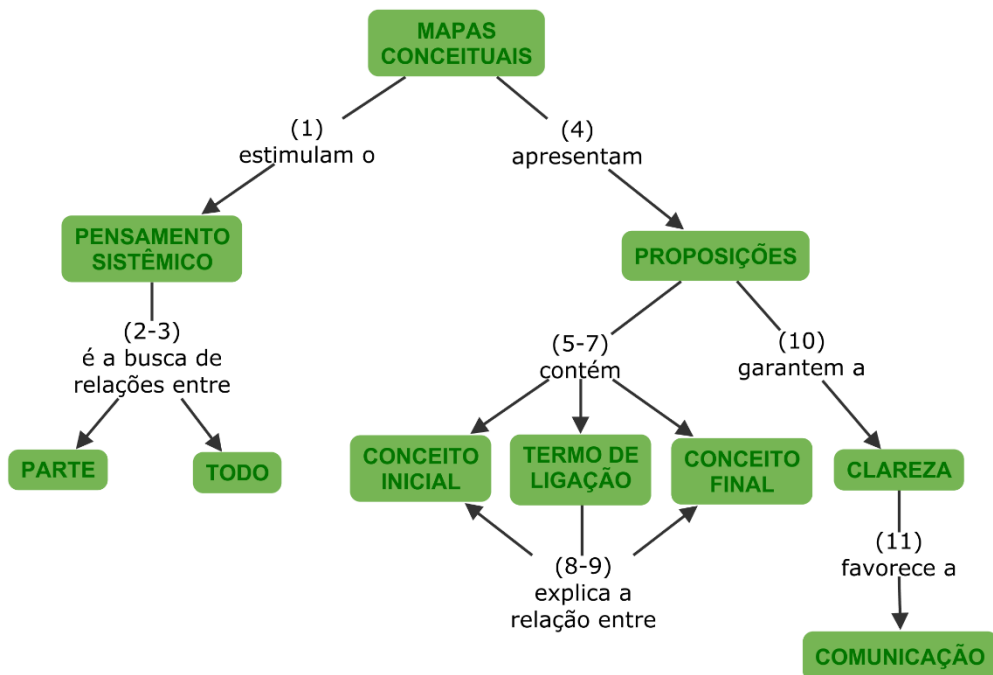 MAPAS
CONCEITUAIS
(1)
estimulam o
(4)
apresentam
PENSAMENTO
SISTÊMICO
PROPOSIÇÕES
(2-3)
é a busca de
relações entre
(5-7)
contém
(10)
garantem a
PARTE
TODO
CONCEITO
INICIAL
TERMO DE
LIGAÇÃO
CONCEITO
FINAL
CLAREZA
(8-9)
explica a
relação entre
(11)
favorece a
COMUNICAÇÃO